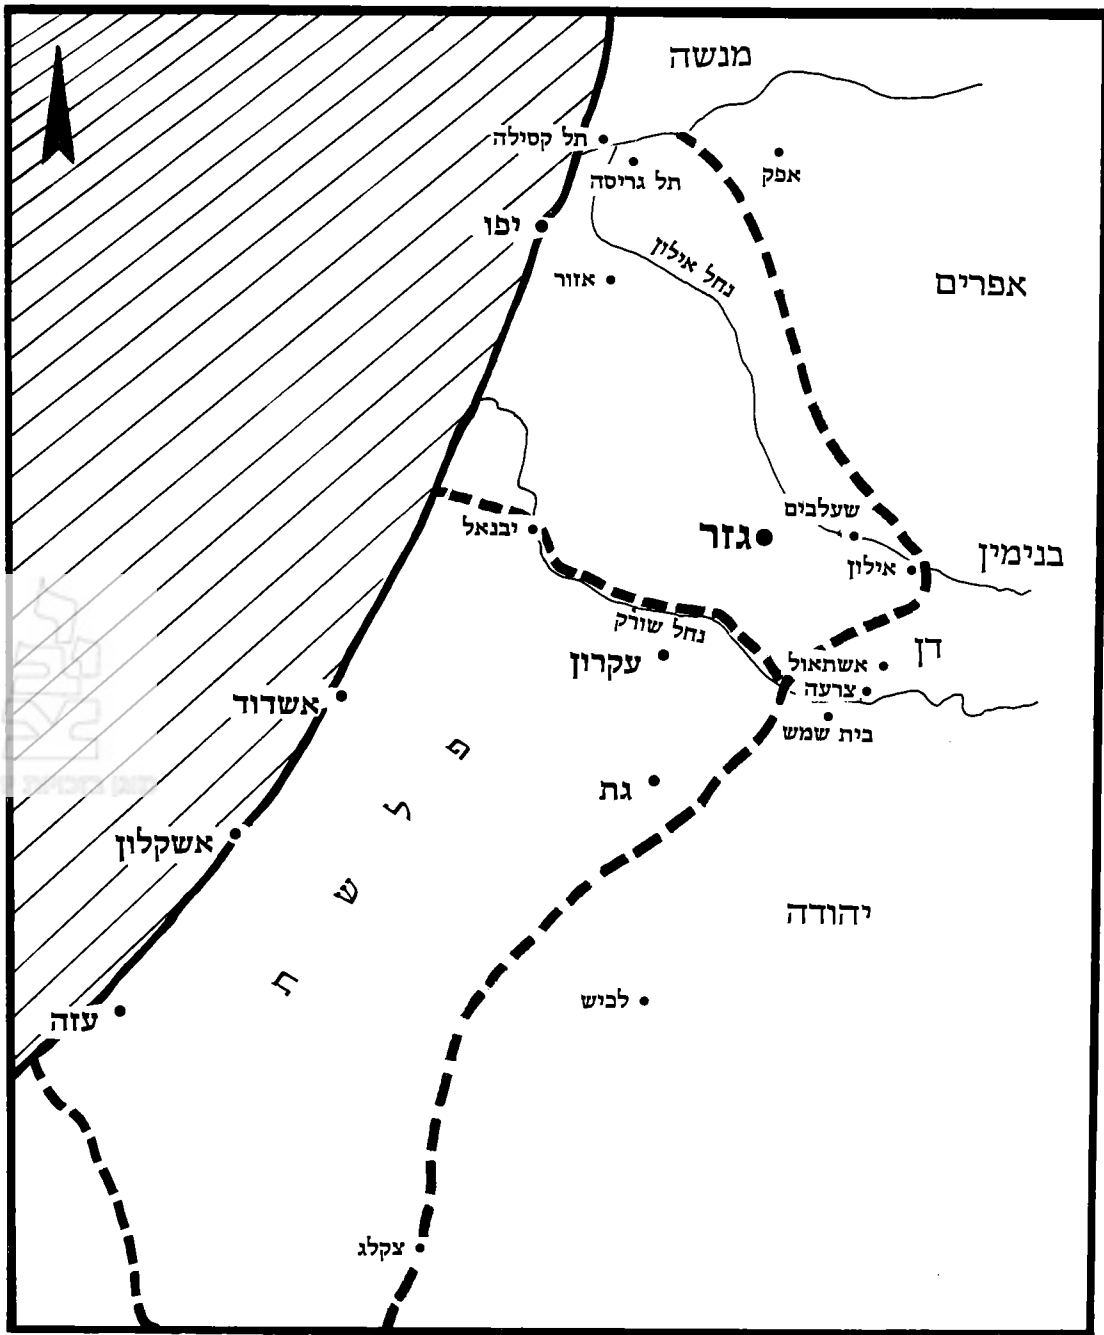 מנשה
תל קסילה
אפק
תל גריסה
יפו
נחל אילון
אזור
אפרים
שעלבים
גזר
יבנאל
בנימין
אילון
נחל שורק
דן
עקרון
אשתאול
צרעה
אשדוד
בית שמש
פלשת
גת
אשקלון
יהודה
לכיש
עזה
צקלג